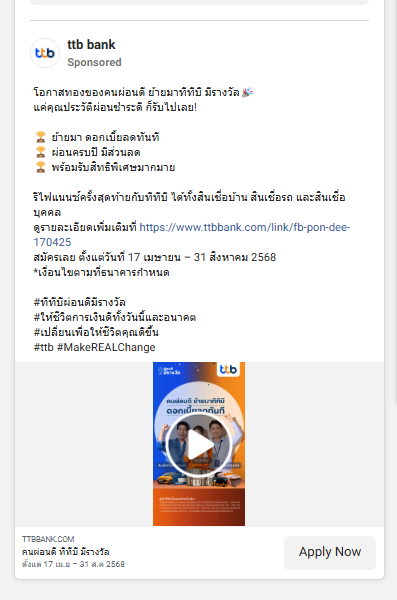 ttb
ttb bank
Sponsored
โอกาสทองของคนผ่อนดี ย้ายมาทีทีบี มีรางวัล 🎉
แค่คุณประวัติผ่อนชำระดี ก็รับไปเลย!
🏆 ย้ายมา ดอกเบี้ยลดทันที
🏆 ผ่อนครบปี มีส่วนลด
🏆 พร้อมรับสิทธิพิเศษมากมาย
รีไฟแนนซ์ครั้งสุดท้ายกับทีทีบี ได้ทั้งสินเชื่อบ้าน สินเชื่อรถ และสินเชื่อ
บุคคล
ดูรายละเอียดเพิ่มเติมที่ https://www.ttbbank.com/link/fb-pon-dee-
170425
สมัครเลย ตั้งแต่วันที่ 17 เมษายน – 31 สิงหาคม 2568
*เงื่อนไขตามที่ธนาคารกำหนด
#ทีทีบีผ่อนดีมีรางวัล
#ให้ชีวิตการเงินดีทั้งวันนี้และอนาคต
#เปลี่ยนเพื่อให้ชีวิตคุณดีขึ้น
#ttb #MakeREALChange
ttb
คนผ่อนดี ย้ายมาทีทีบี
ดอกเบี้ยลดทันที
TTBBANK.COM
คนผ่อนดี ทีทีบี มีรางวัล
ตั้งแต่ 17 เม.ย – 31 ส.ค 2568
Apply Now